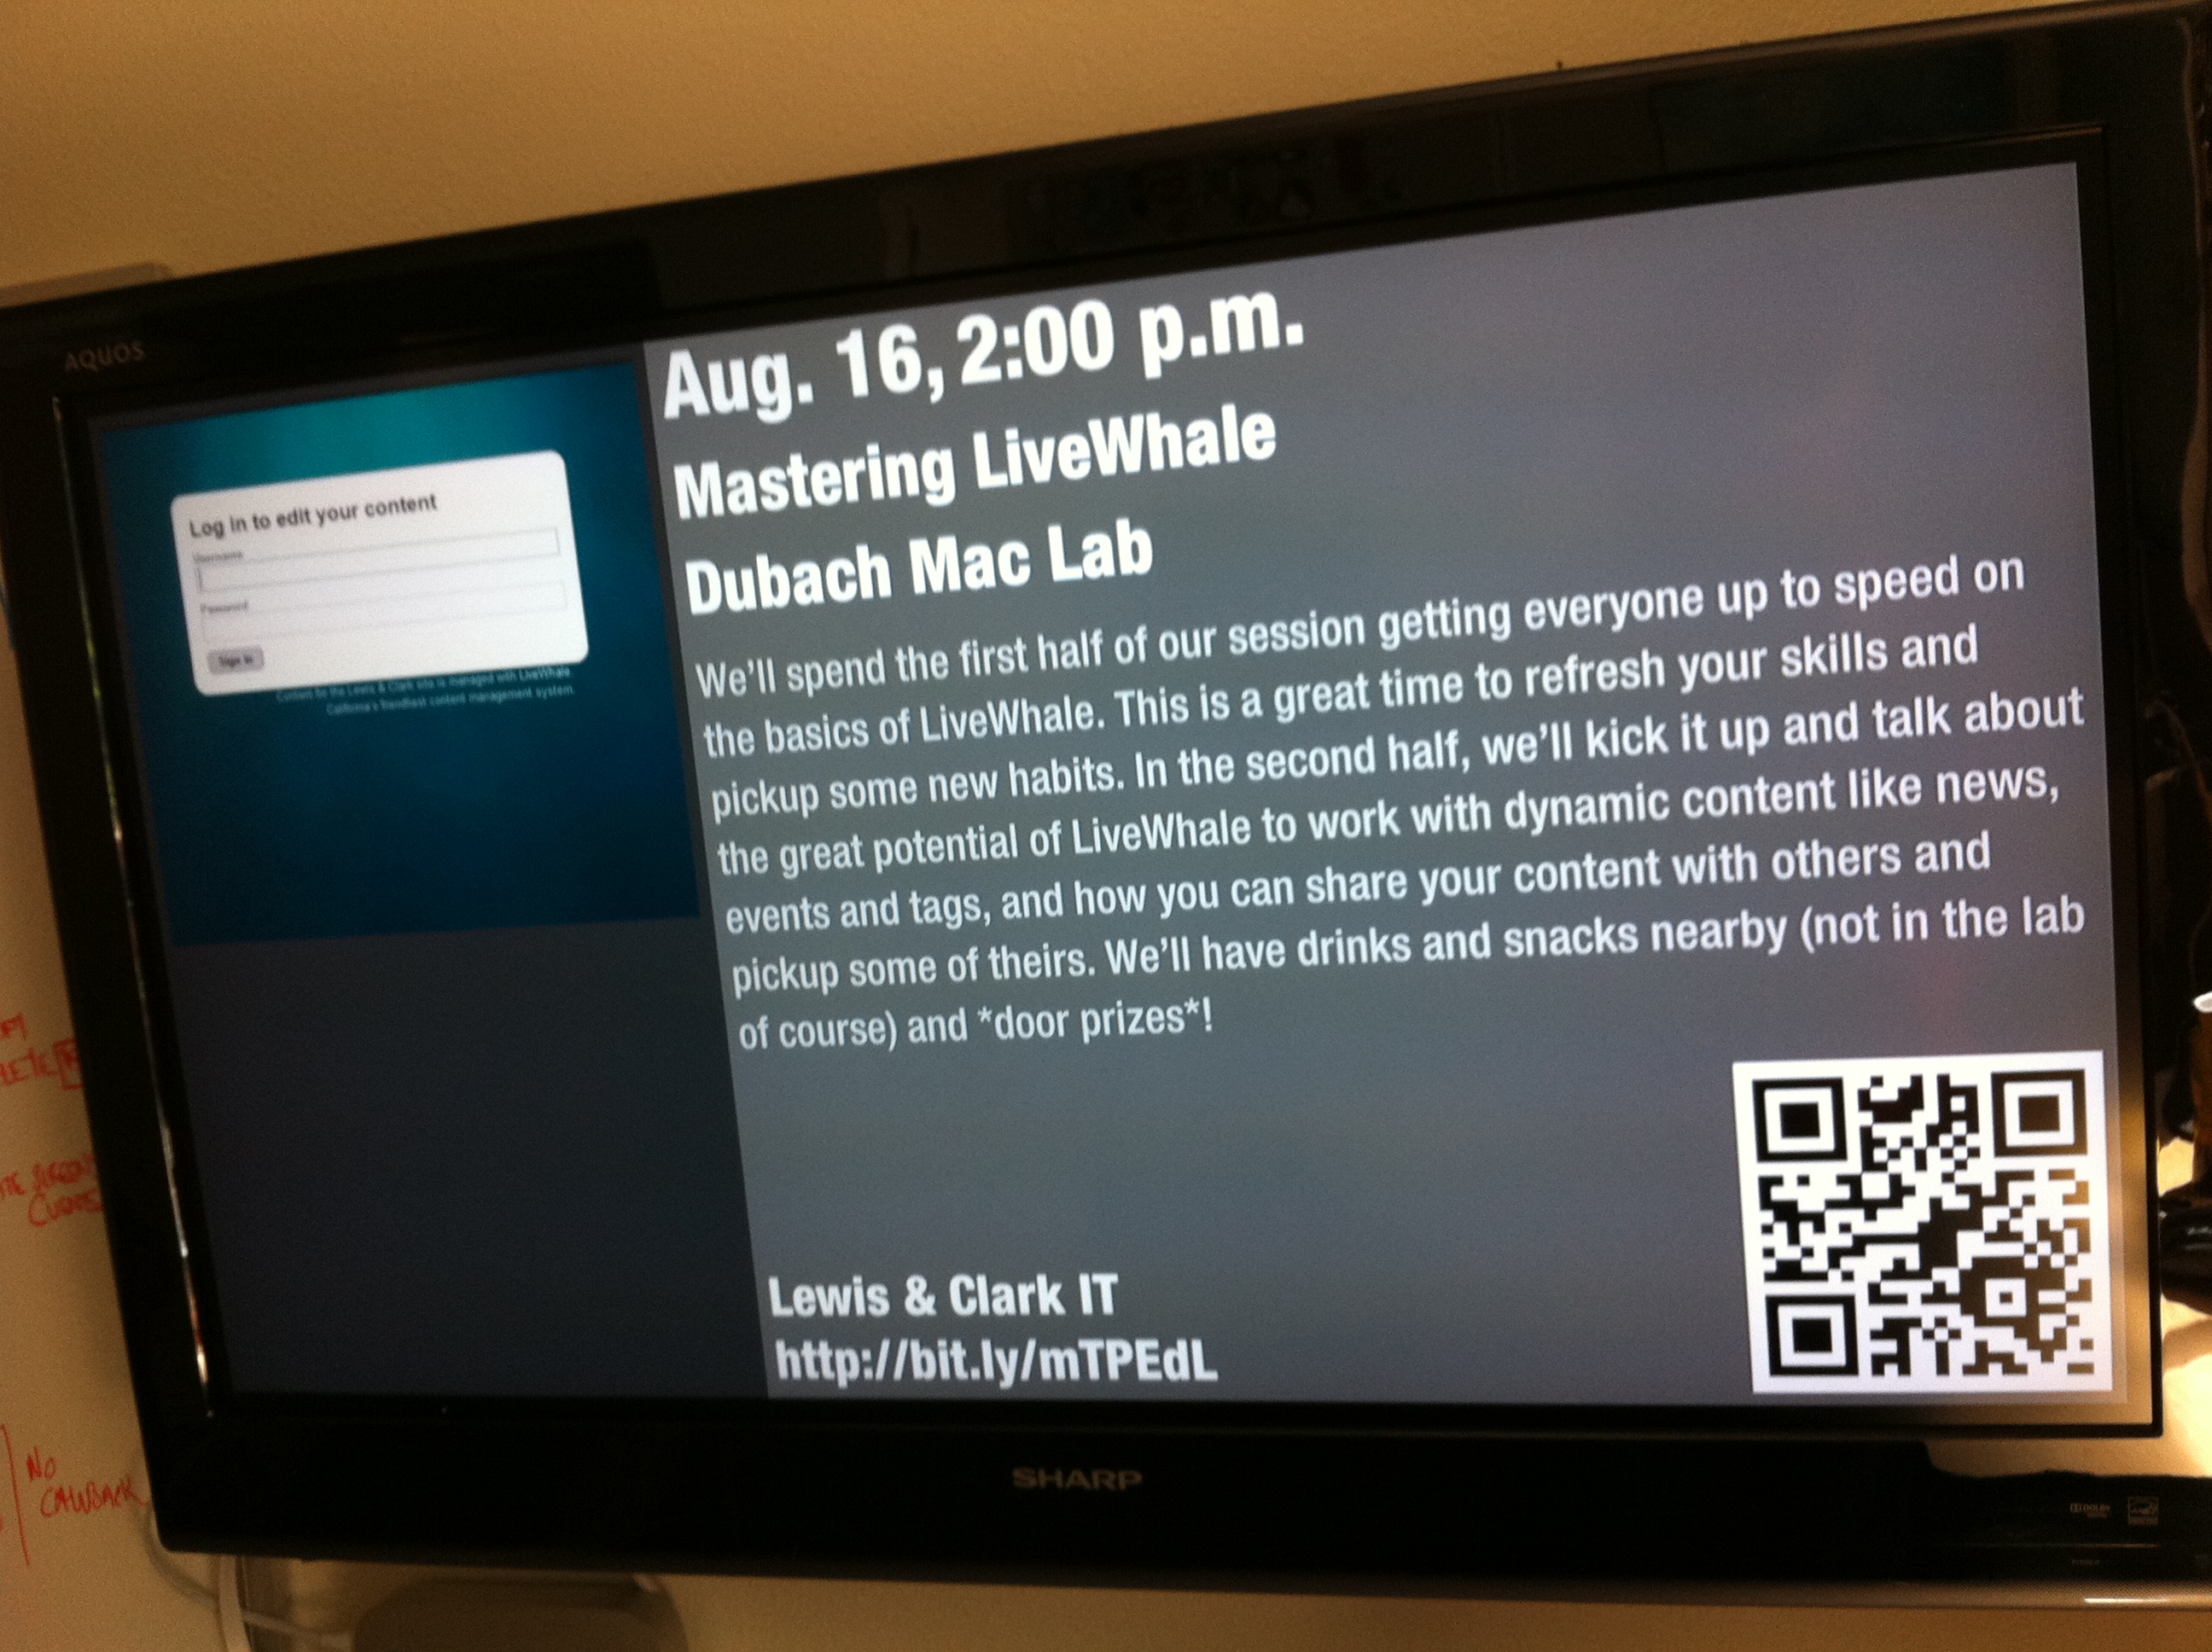 AQUOS
Log in to edit your content
Username
Password
Sign In
Content for the Lewis & Clark site is managed with LiveWhale
California's friendliest content management system.
Aug. 16, 2:00 p.m.
Mastering LiveWhale
Dubach Mac Lab
We'll spend the first half of our session getting everyone up to speed on
the basics of LiveWhale. This is a great time to refresh your skills and
pickup some new habits. In the second half, we'll kick it up and talk about
the great potential of LiveWhale to work with dynamic content like news,
events and tags, and how you can share your content with others and
pickup some of theirs. We'll have drinks and snacks nearby (not in the lab
of course) and *door prizes*!
Lewis & Clark IT
http://bit.ly/mTPEdL
SHARP
DOLBY
No
CALLBACK